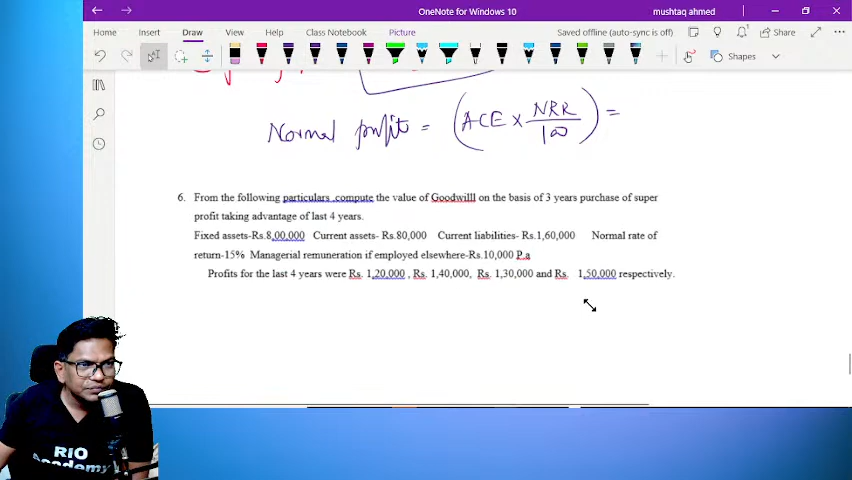 OneNote for Windows 10
mushtaq ahmed
Home Insert Draw View Help Class Notebook Picture
Saved offline (auto-sync is off)
Share
Shapes
Normal profit = (ACE x NRR / 100) =
6. From the following particulars ,compute the value of Goodwilll on the basis of 3 years purchase of super
profit taking advantage of last 4 years.
Fixed assets-Rs.8,00,000 Current assets- Rs.80,000 Current liabilities- Rs.1,60,000 Normal rate of
return-15% Managerial remuneration if employed elsewhere-Rs.10,000 P.a
Profits for the last 4 years were Rs. 1,20,000 , Rs. 1,40,000, Rs. 1,30,000 and Rs. 1,50,000 respectively.
RIO
Academy